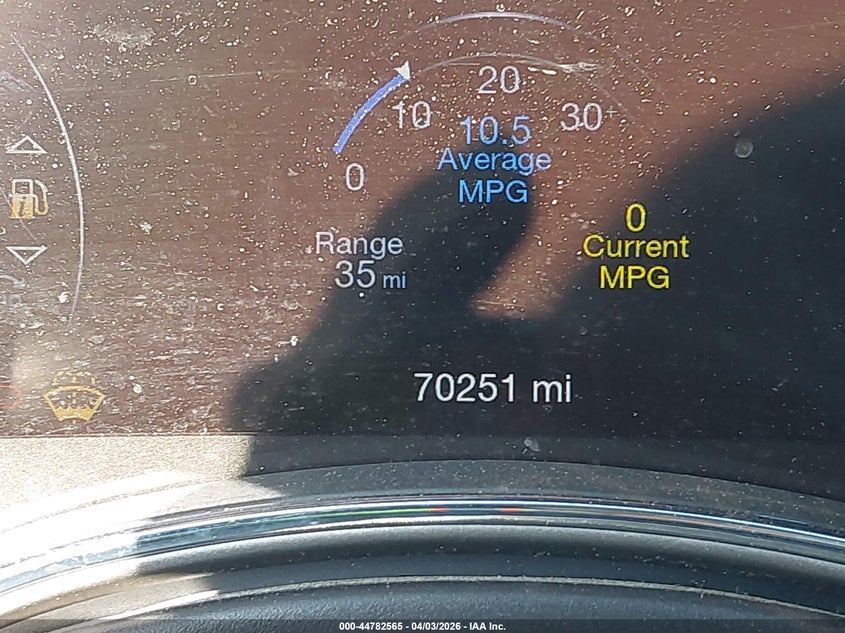 20
10
30+
10.5
Average
MPG
0
0
Current
MPG
Range
35 mi
70251 mi
000-44782565 - 04/03/2026 - IAA Inc.